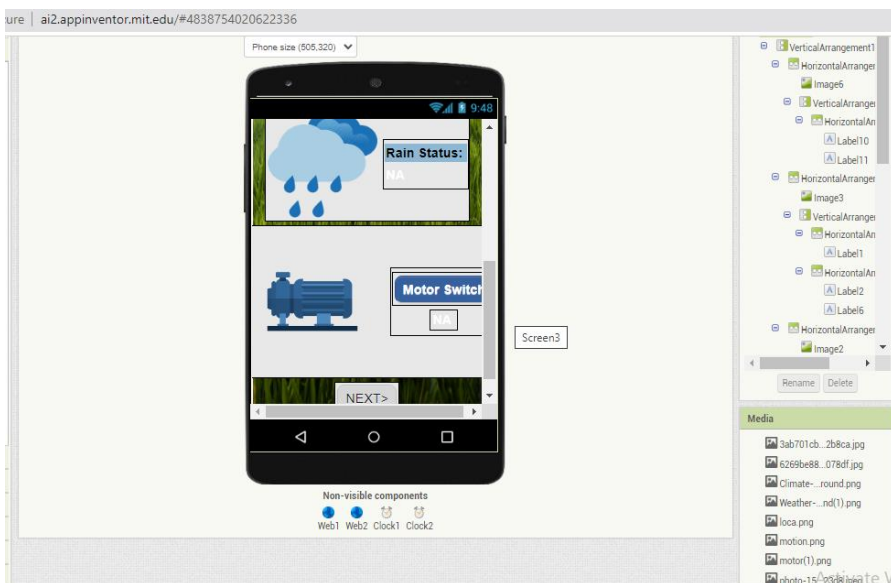 ure | ai2.appinventor.mit.edu/#4838754020622336
Phone size (505,320)
9:48
Rain Status:
NA
Motor Switch
NA
NEXT>
Screen3
Non-visible components
Web1 Web2 Clock1 Clock2
VerticalArrangement1
HorizontalArranger
Image6
VerticalArranger
HorizontalAr
Label10
Label11
HorizontalArranger
Image3
VerticalArranger
HorizontalAr
Label1
HorizontalAr
Label2
Label6
HorizontalArranger
Image2
Rename Delete
Media
3ab701cb...2b8ca.jpg
6269be88...078df.jpg
Climate-...round.png
Weather-...nd(1).png
loca.png
motion.png
motor(1).png